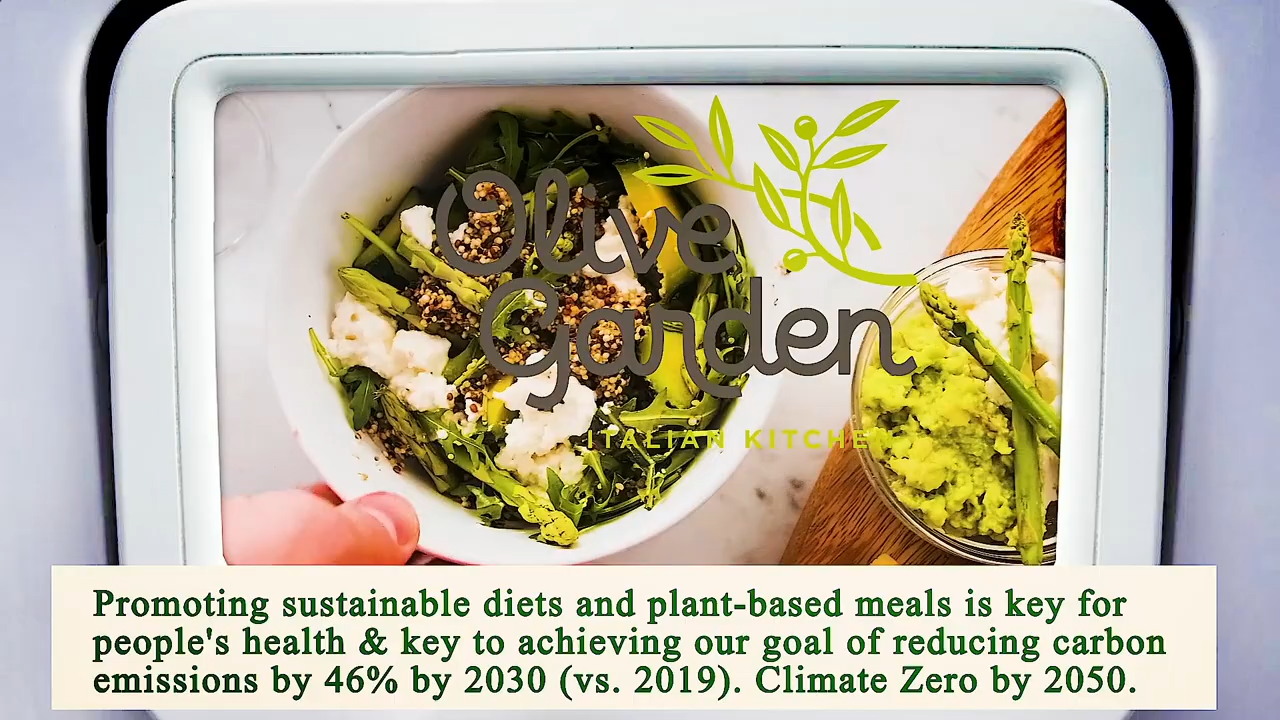 Olive
Garden
ITALIAN KITCHEN
Promoting sustainable diets and plant-based meals is key for
people's health & key to achieving our goal of reducing carbon
emissions by 46% by 2030 (vs. 2019). Climate Zero by 2050.